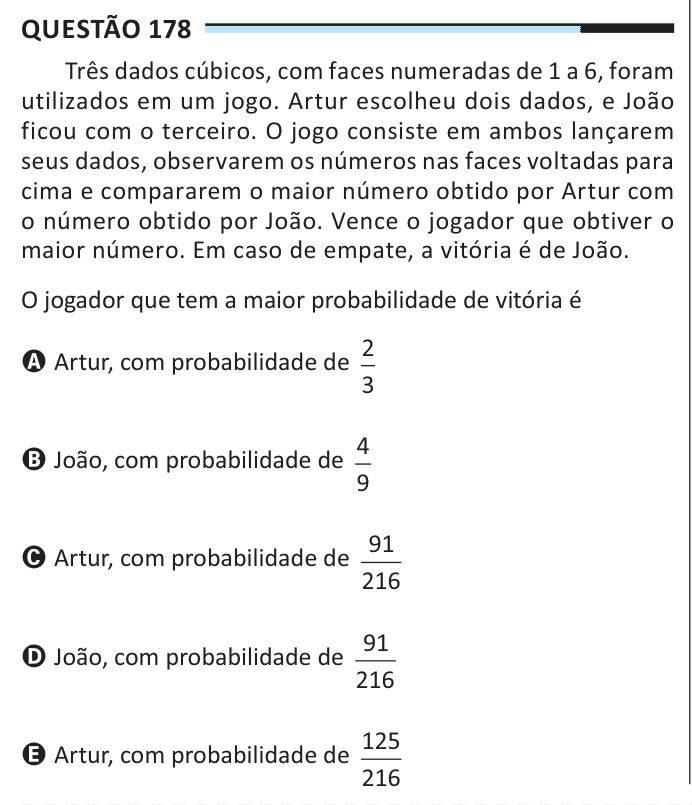 QUESTÃO 178
Três dados cúbicos, com faces numeradas de 1 a 6, foram
utilizados em um jogo. Artur escolheu dois dados, e João
ficou com o terceiro. O jogo consiste em ambos lançarem
seus dados, observarem os números nas faces voltadas para
cima e compararem o maior número obtido por Artur com
o número obtido por João. Vence o jogador que obtiver o
maior número. Em caso de empate, a vitória é de João.
O jogador que tem a maior probabilidade de vitória é
A Artur, com probabilidade de 2/3
B João, com probabilidade de 4/9
C Artur, com probabilidade de 91/216
D João, com probabilidade de 91/216
E Artur, com probabilidade de 125/216